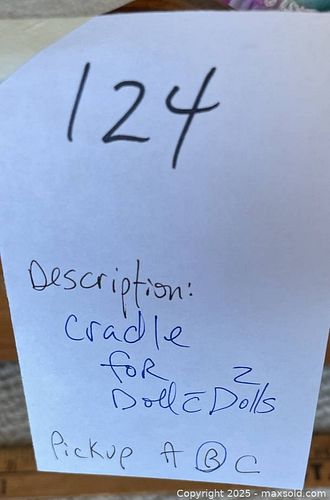 124
Description:
Cradle
for 2
Doll c̄ Dolls
Pickup A B C
Copyright © 2025 - maxsold.com